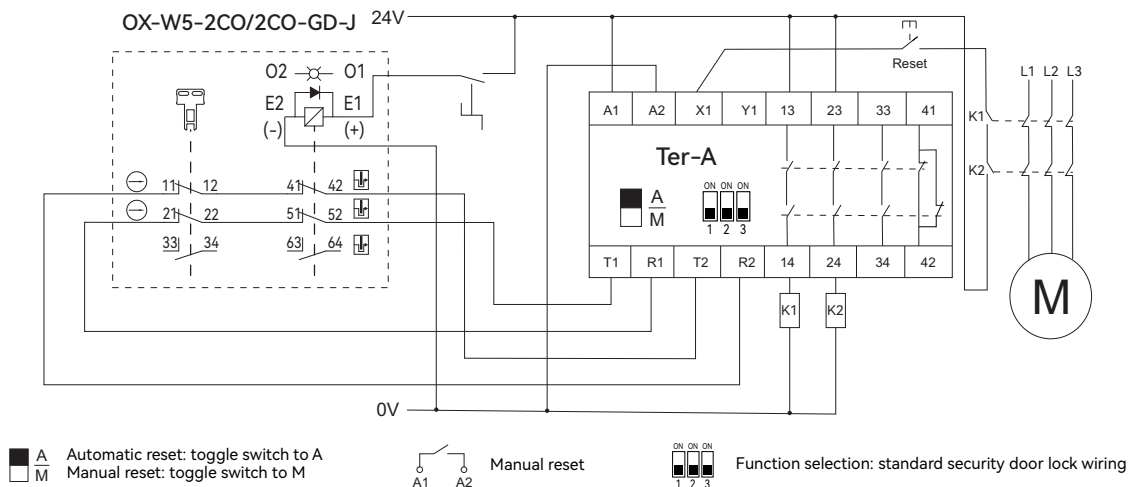 OX-W5-2CO/2CO-GD-J 24V
Reset
L1 L2 L3
O2 O1
E2 E1
(-) (+)
A1 A2 X1 Y1 13 23 33 41
K1
Ter-A
K2
A
M
ON ON ON
1 2 3
11 12 41 42
21 22 51 52
33 34 63 64
T1 R1 T2 R2 14 24 34 42
K1 K2
M
0V
A
M
Automatic reset: toggle switch to A
Manual reset: toggle switch to M
A1 A2
Manual reset
ON ON ON
1 2 3
Function selection: standard security door lock wiring